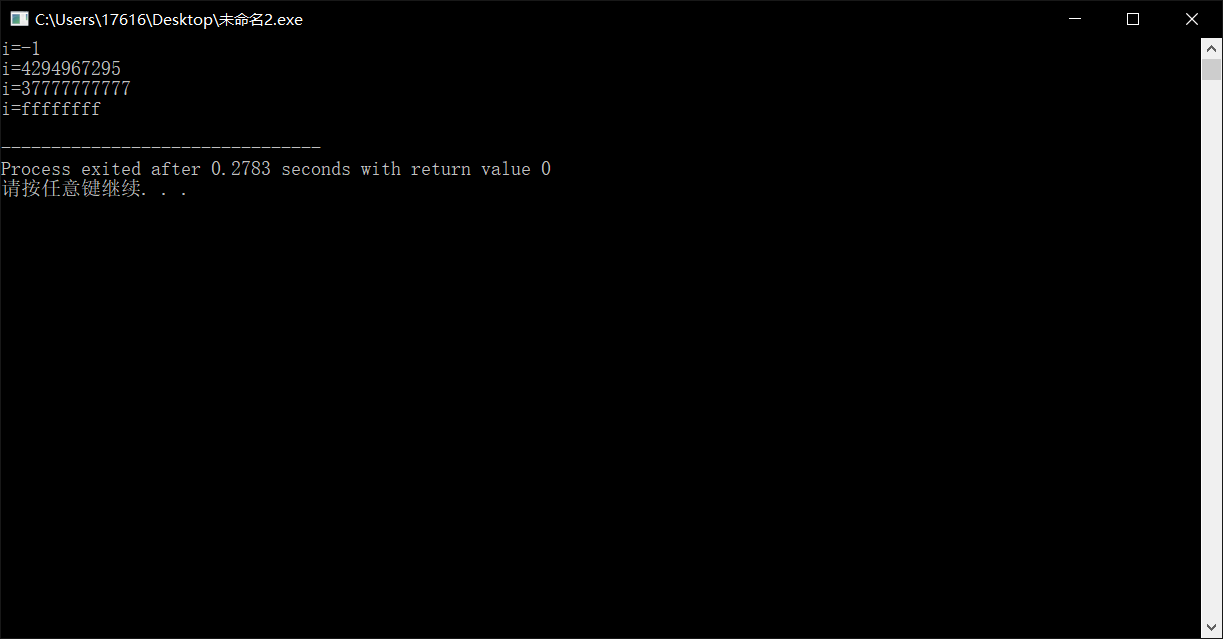 C:\Users\17616\Desktop\未命名2.exe
i=-1
i=4294967295
i=37777777777
i=ffffffff
--------------------------------
Process exited after 0.2783 seconds with return value 0
请按任意键继续. . .